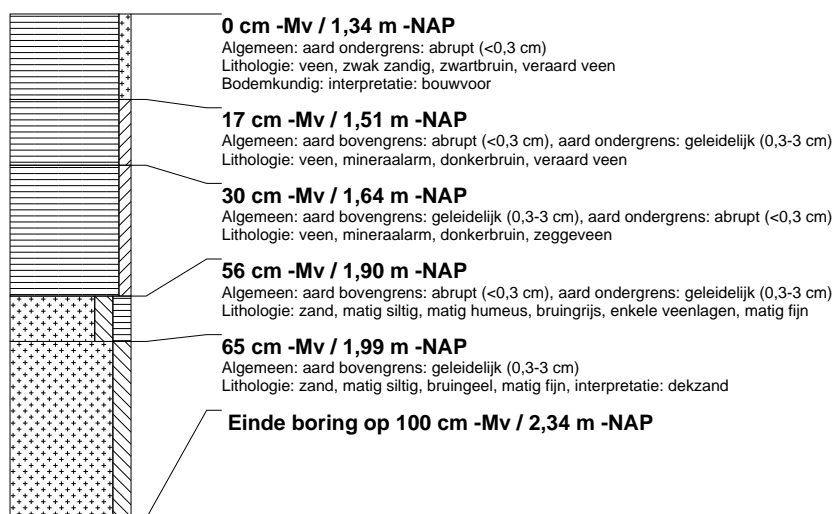 0 cm -Mv / 1,34 m -NAP
Algemeen: aard ondergrens: abrupt (<0,3 cm)
Lithologie: veen, zwak zandig, zwartbruin, veraard veen
Bodemkundig: interpretatie: bouwvoor
17 cm -Mv / 1,51 m -NAP
Algemeen: aard bovengrens: abrupt (<0,3 cm), aard ondergrens: geleidelijk (0,3-3 cm)
Lithologie: veen, mineraalarm, donkerbruin, veraard veen
30 cm -Mv / 1,64 m -NAP
Algemeen: aard bovengrens: geleidelijk (0,3-3 cm), aard ondergrens: abrupt (<0,3 cm)
Lithologie: veen, mineraalarm, donkerbruin, zeggeveen
56 cm -Mv / 1,90 m -NAP
Algemeen: aard bovengrens: abrupt (<0,3 cm), aard ondergrens: geleidelijk (0,3-3 cm)
Lithologie: zand, matig siltig, matig humeus, bruingrijs, enkele veenlagen, matig fijn
65 cm -Mv / 1,99 m -NAP
Algemeen: aard bovengrens: geleidelijk (0,3-3 cm)
Lithologie: zand, matig siltig, bruingeel, matig fijn, interpretatie: dekzand
Einde boring op 100 cm -Mv / 2,34 m -NAP